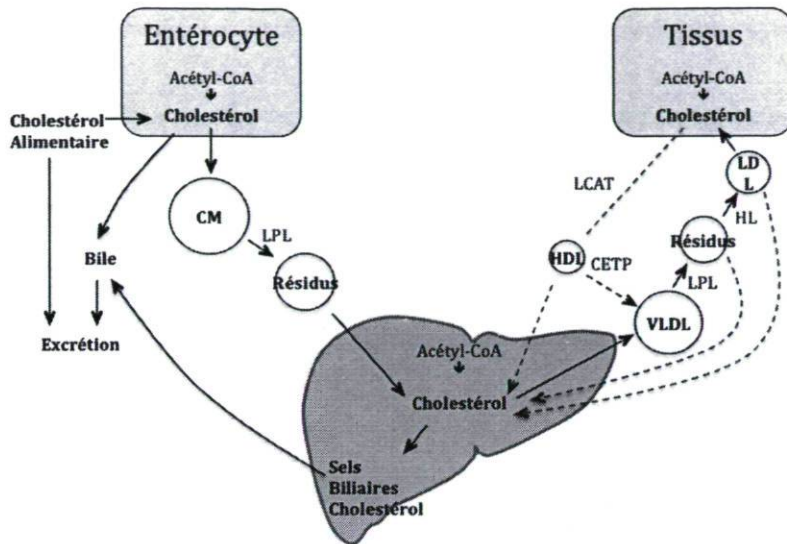 Entérocyte
Acétyl-CoA
Cholestérol
Cholestérol
Alimentaire
CM
LPL
Résidus
Bile
Excrétion
Tissus
Acétyl-CoA
Cholestérol
LD
L
LCAT
HL
Résidus
HDL
CETP
LPL
VLDL
Acétyl-CoA
Cholestérol
Sels
Biliaires
Cholestérol